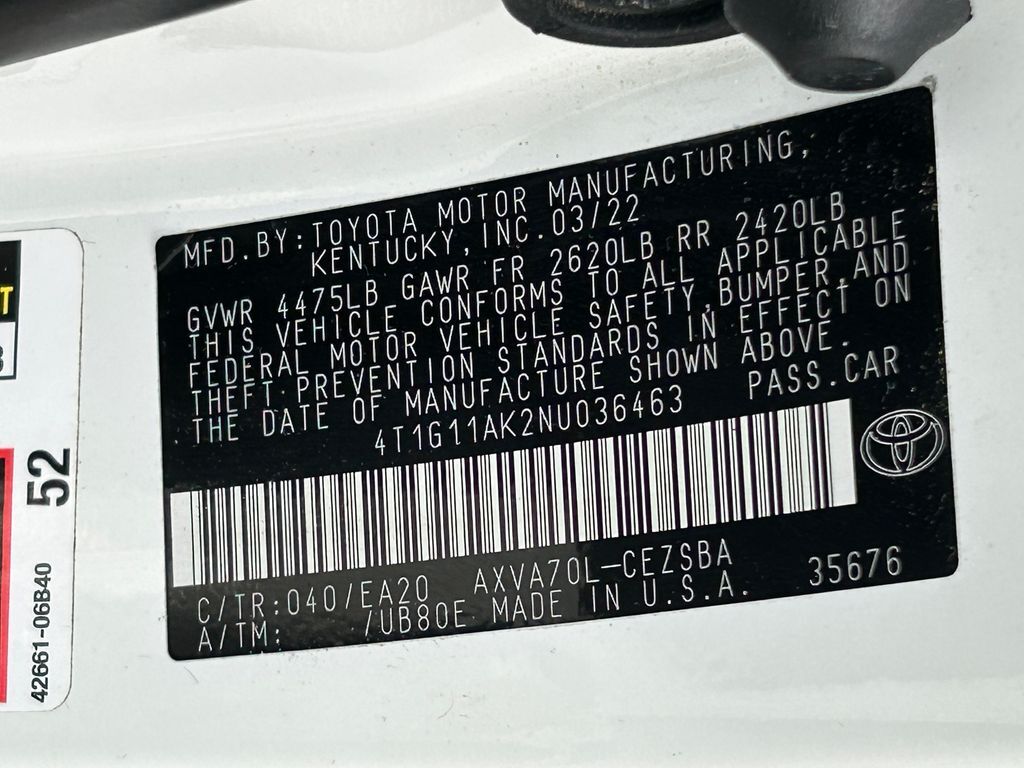 MFD.BY:TOYOTA MOTOR MANUFACTURING,
KENTUCKY,INC.03/22
GVWR 4475LB GAWR FR 2620LB RR 2420LB
THIS VEHICLE CONFORMS TO ALL APPLICABLE
FEDERAL MOTOR VEHICLE SAFETY,BUMPER,AND
THEFT PREVENTION STANDARDS IN EFFECT ON
THE DATE OF MANUFACTURE SHOWN ABOVE.
4T1G11AK2NU036463 PASS.CAR
C/TR:040/EA20 AXVA70L-CEZSBA 35676
A/TM: /UB80E MADE IN U.S.A.
52
42661-06B40
T